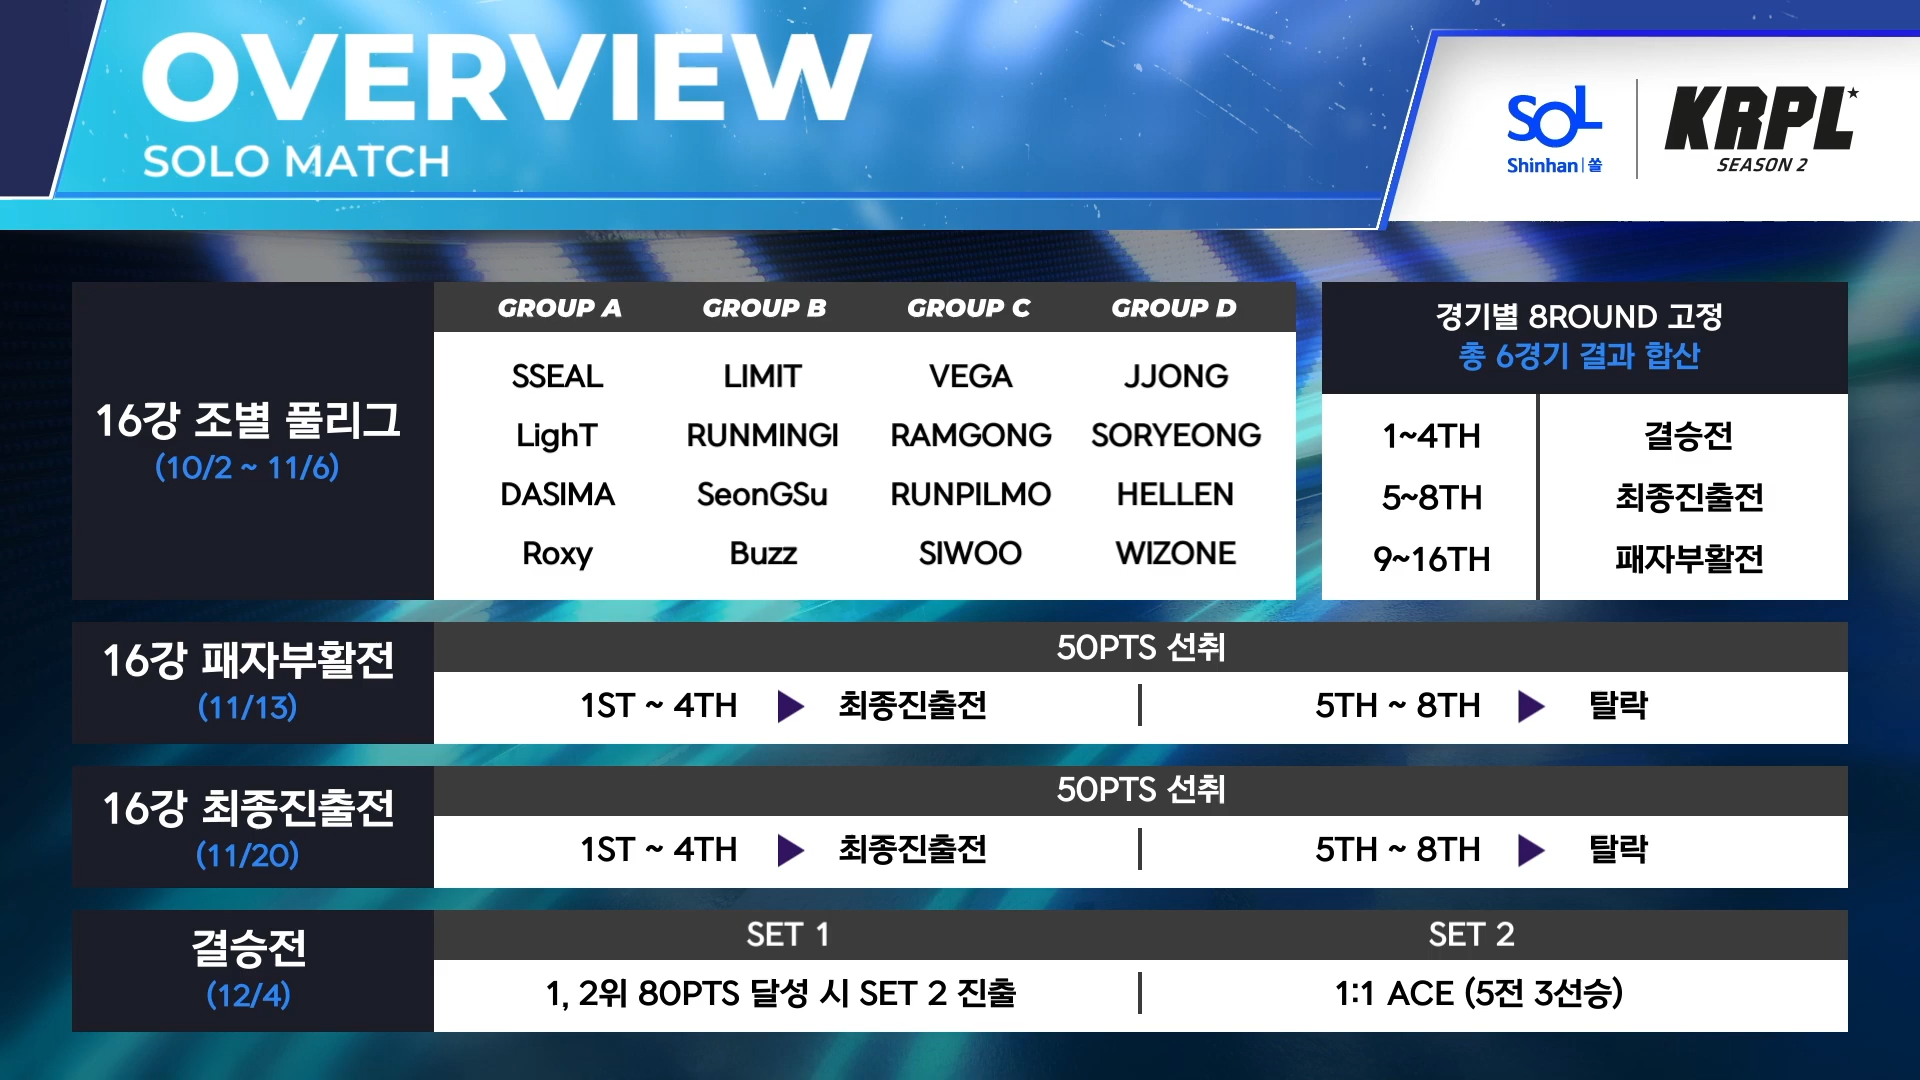 OVERVIEW
SOLO MATCH
SOL
Shinhan | 쏠
KRPL
SEASON 2
16강 조별 풀리그
(10/2 ~ 11/6)
GROUP A GROUP B GROUP C GROUP D
SSEAL LIMIT VEGA JJONG
LighT RUNMINGI RAMGONG SORYEONG
DASIMA SeonGSu RUNPILMO HELLEN
Roxy Buzz SIWOO WIZONE
경기별 8ROUND 고정
총 6경기 결과 합산
1~4TH 결승전
5~8TH 최종진출전
9~16TH 패자부활전
16강 패자부활전
(11/13)
50PTS 선취
1ST ~ 4TH ▶ 최종진출전 | 5TH ~ 8TH ▶ 탈락
16강 최종진출전
(11/20)
50PTS 선취
1ST ~ 4TH ▶ 최종진출전 | 5TH ~ 8TH ▶ 탈락
결승전
(12/4)
SET 1 SET 2
1, 2위 80PTS 달성 시 SET 2 진출 | 1:1 ACE (5전 3선승)